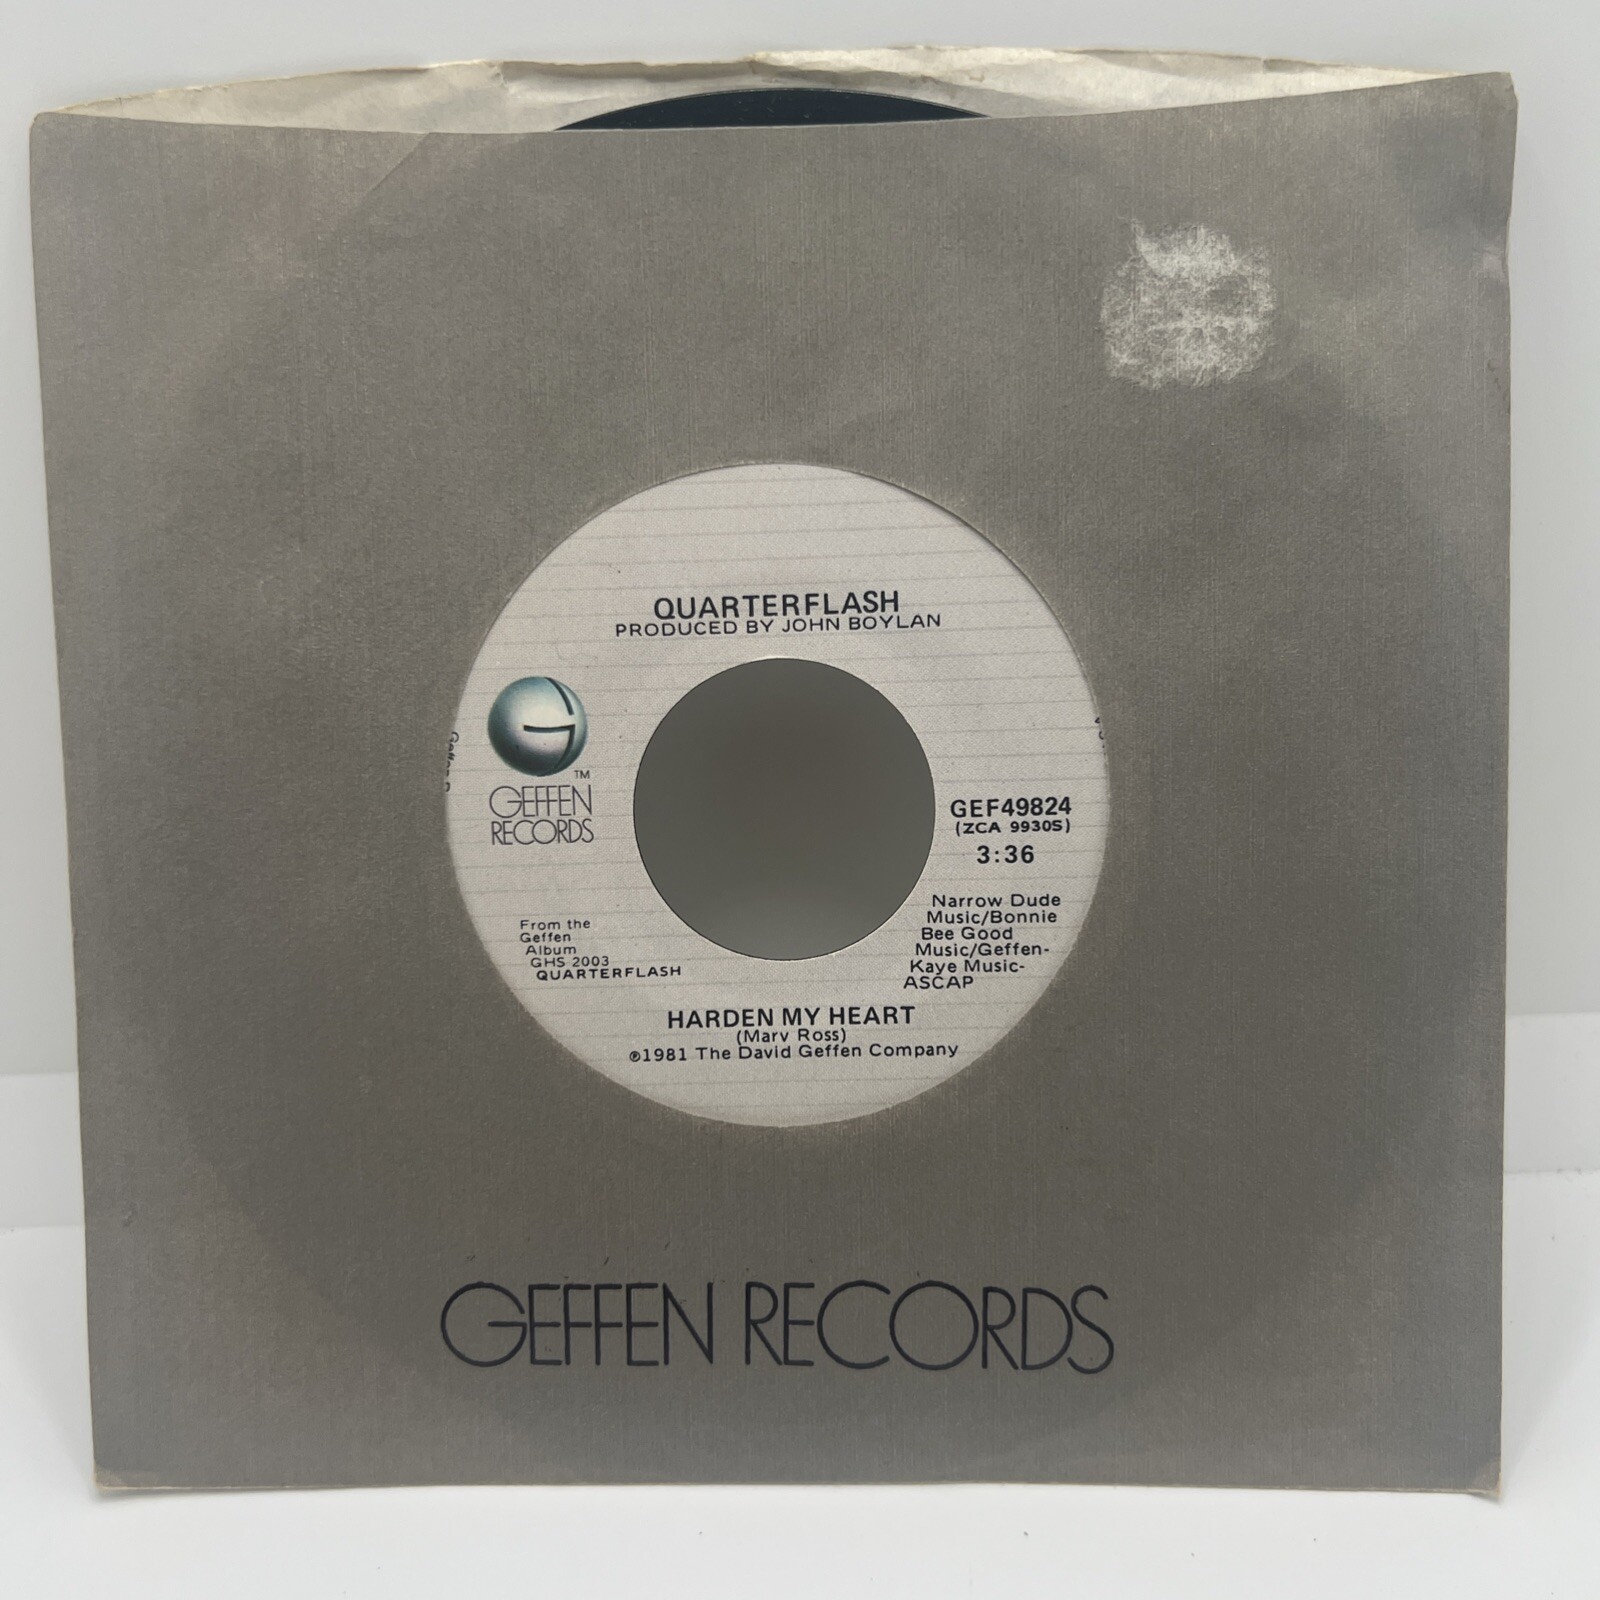 QUARTERFLASH
PRODUCED BY JOHN BOYLAN
TM
GEFFEN
RECORDS
GEF49824
(ZCA 99305)
3:36
Narrow Dude
Music/Bonnie
Bee Good
Music/Geffen-
Kaye Music-
ASCAP
From the
Geffen
Album
GHS 2003
QUARTERFLASH
HARDEN MY HEART
(Marv Ross)
℗1981 The David Geffen Company
GEFFEN RECORDS